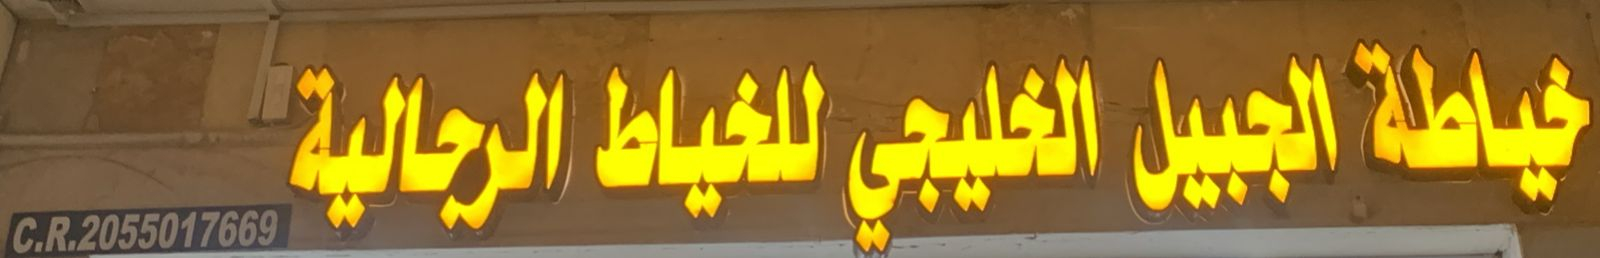 خياطة الجبيل الخليجي للخياط الرجالية
C.R.2055017669